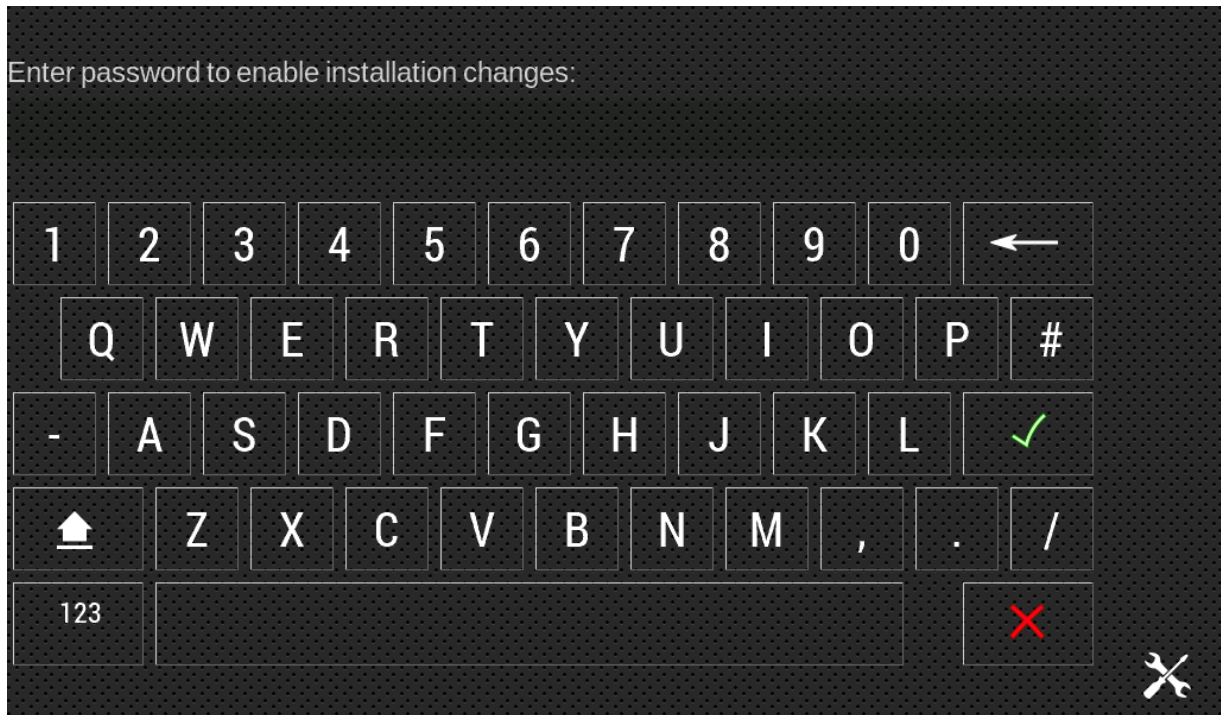 Enter password to enable installation changes:
1 2 3 4 5 6 7 8 9 0
Q W E R T Y U I O P #
- A S D F G H J K L
Z X C V B N M , . /
123